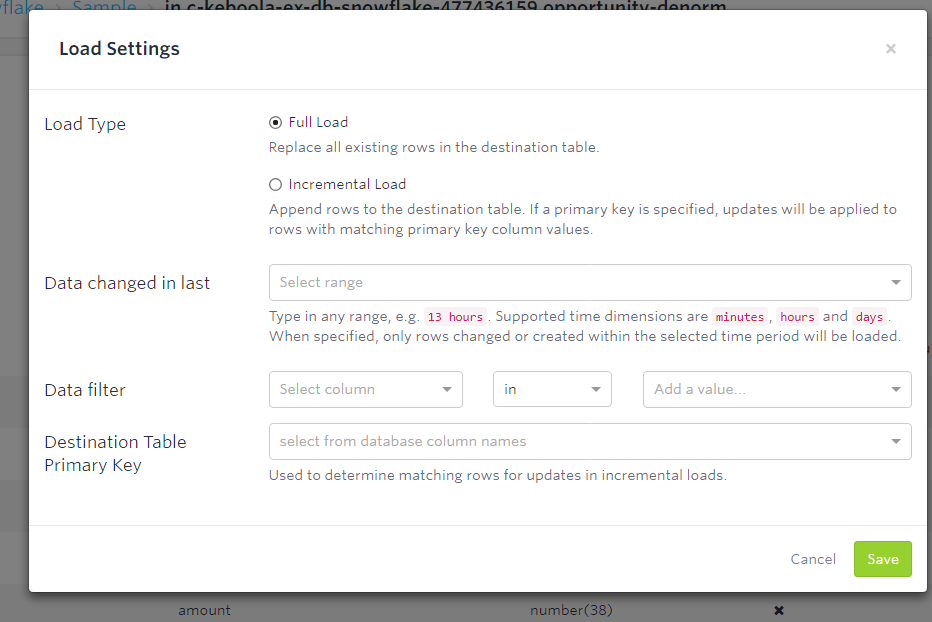 Sample
in.c-keboola-ex-db-snowflake-477436159.opportunity-denorm
Load Settings
×
Load Type
Full Load
Replace all existing rows in the destination table.
Incremental Load
Append rows to the destination table. If a primary key is specified, updates will be applied to
rows with matching primary key column values.
Data changed in last
Select range
Type in any range, e.g. 13 hours. Supported time dimensions are minutes, hours and days.
When specified, only rows changed or created within the selected time period will be loaded.
Data filter
Select column
in
Add a value...
Destination Table
Primary Key
select from database column names
Used to determine matching rows for updates in incremental loads.
Cancel
Save
amount
number(38)